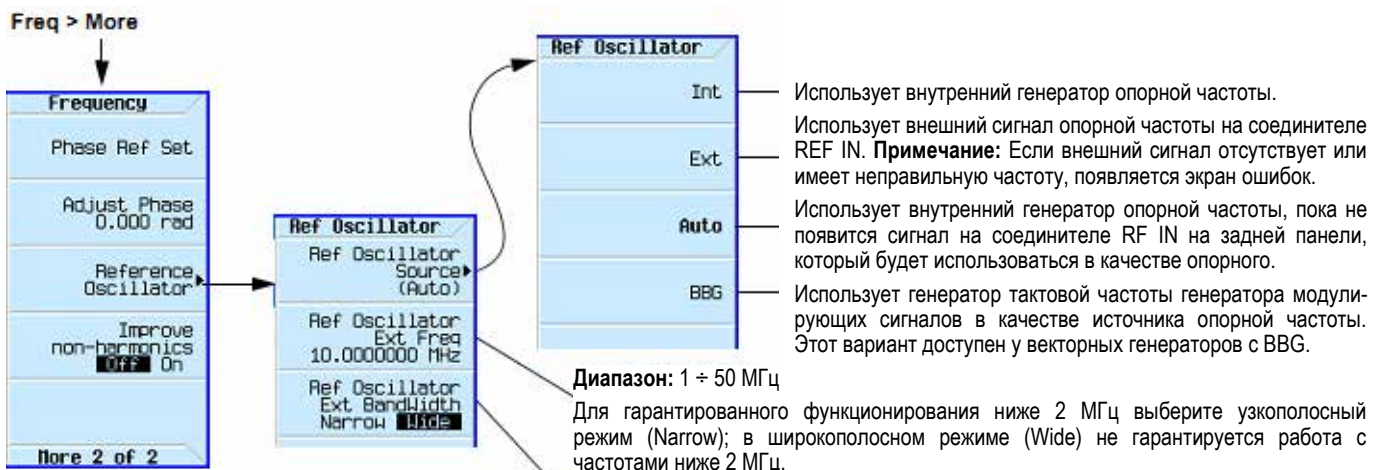 Freq > More
Frequency
Phase Ref Set
Adjust Phase
0.000 rad
Reference
Oscillator
Improve
non-harmonics
Off On
More 2 of 2
Ref Oscillator
Ref Oscillator
Source
(Auto)
Ref Oscillator
Ext Freq
10.0000000 MHz
Ref Oscillator
Ext BandWidth
Narrow Wide
Ref Oscillator
Int
Ext
Auto
BBG
Использует внутренний генератор опорной частоты.
Использует внешний сигнал опорной частоты на соединителе
REF IN. Примечание: Если внешний сигнал отсутствует или
имеет неправильную частоту, появляется экран ошибок.
Использует внутренний генератор опорной частоты, пока не
появится сигнал на соединителе RF IN на задней панели,
который будет использоваться в качестве опорного.
Использует генератор тактовой частоты генератора модули-
рующих сигналов в качестве источника опорной частоты.
Этот вариант доступен у векторных генераторов с BBG.
Диапазон: 1 ÷ 50 МГц
Для гарантированного функционирования ниже 2 МГц выберите узкополосный
режим (Narrow); в широкополосном режиме (Wide) не гарантируется работа с
частотами ниже 2 МГц.